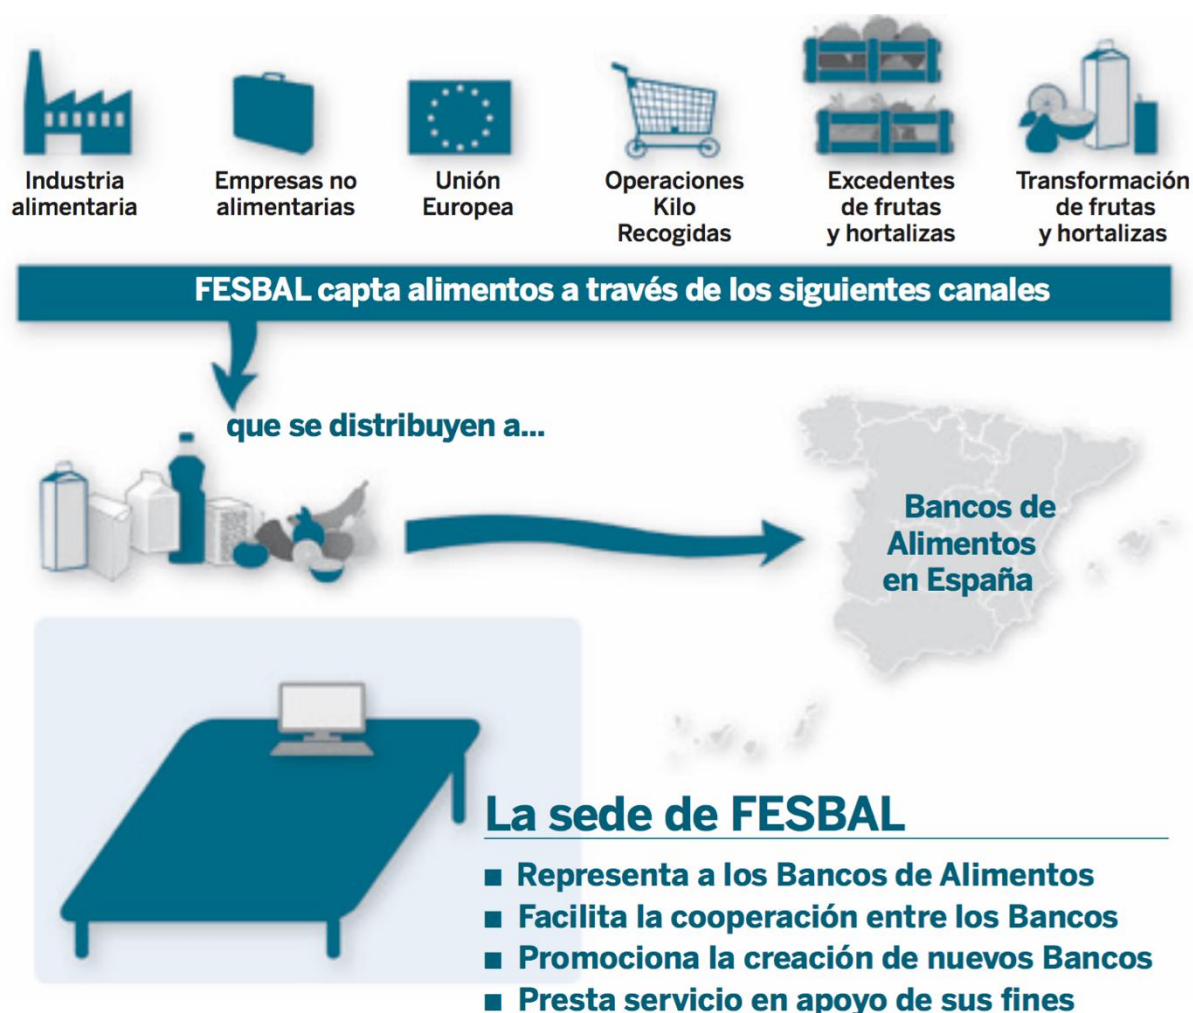 Industria
alimentaria
Empresas no
alimentarias
Unión
Europea
Operaciones
Kilo
Recogidas
Excedentes
de frutas
y hortalizas
Transformación
de frutas
y hortalizas
FESBAL capta alimentos a través de los siguientes canales
que se distribuyen a...
Bancos de
Alimentos
en España
La sede de FESBAL
■ Representa a los Bancos de Alimentos
■ Facilita la cooperación entre los Bancos
■ Promociona la creación de nuevos Bancos
■ Presta servicio en apoyo de sus fines